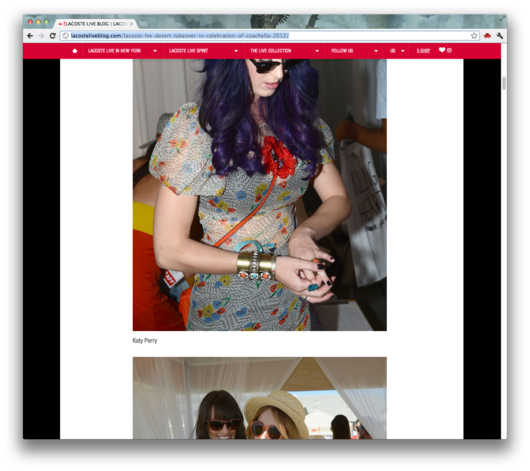 LACOSTE LIVE BLOG | LACOS
lacosteliveblog.com/lacoste-live-desert-takeover-in-celebration-of-coachella-2012/
LACOSTE LIVE IN NEW YORK
LACOSTE LIVE SPIRIT
THE LIVE COLLECTION
FOLLOW US
US
E-SHOP
Katy Perry